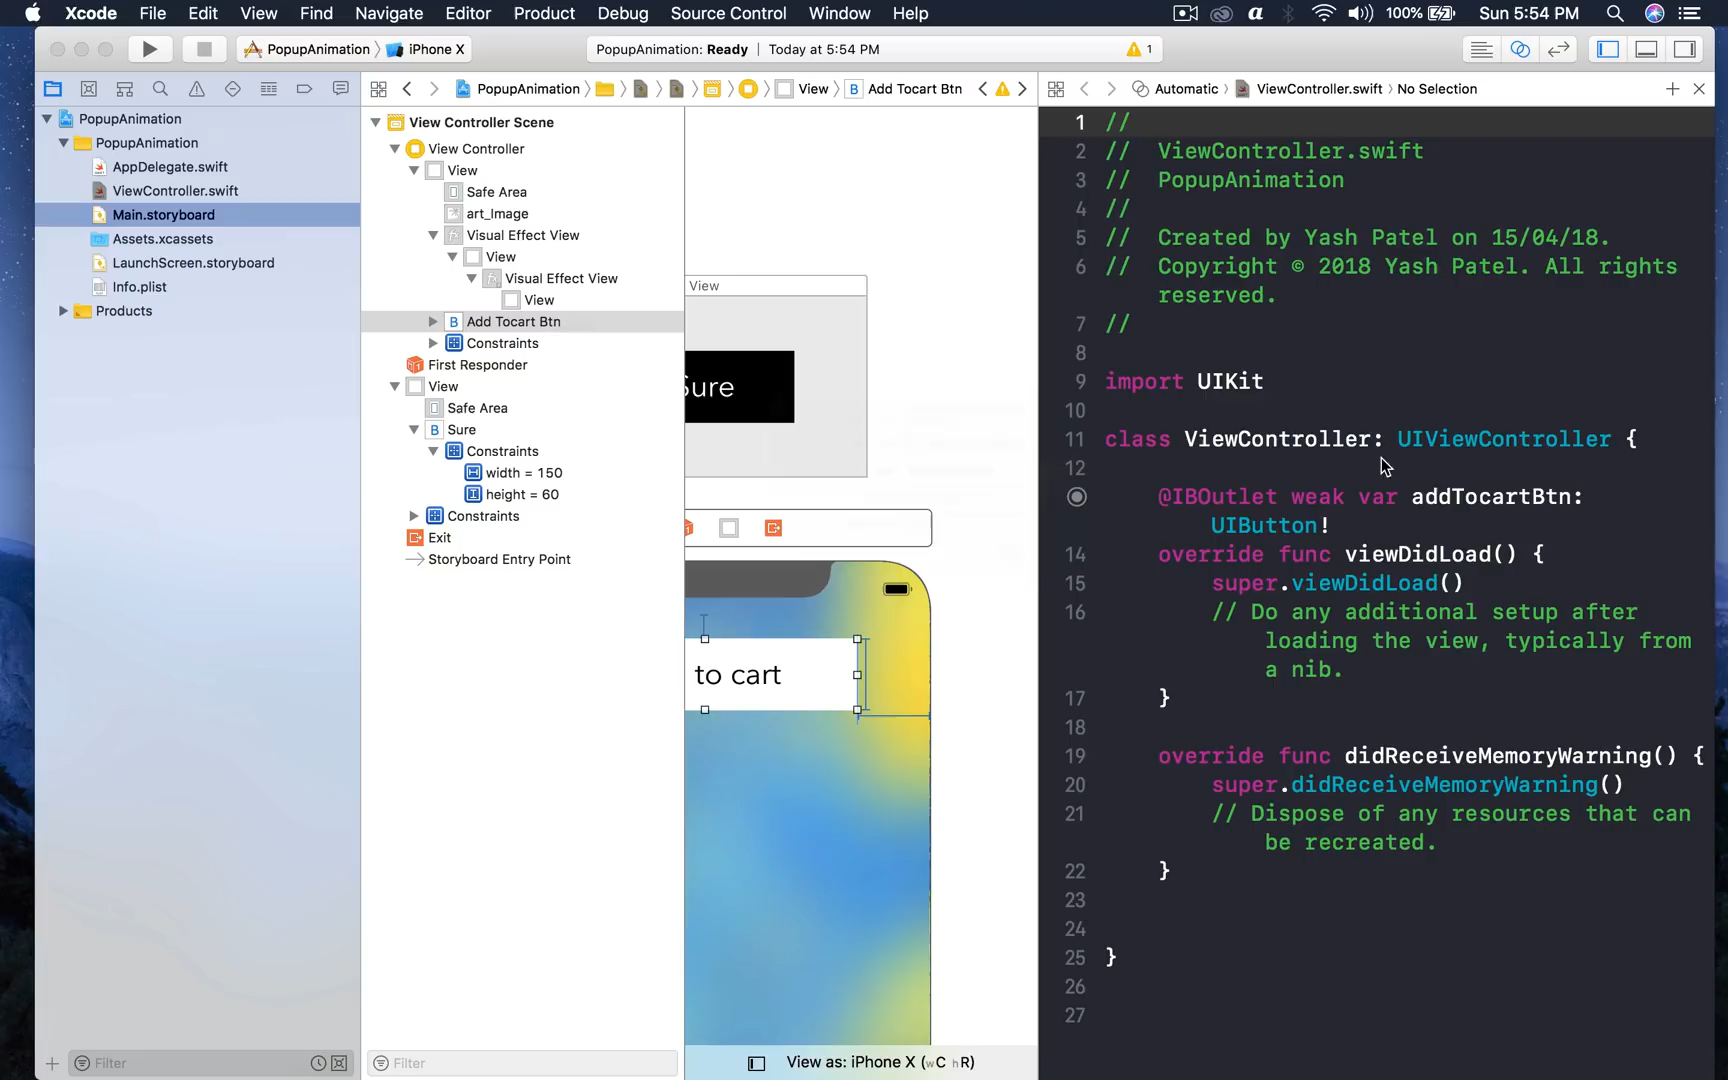 Xcode File Edit View Find Navigate Editor Product Debug Source Control Window Help 100% Sun 5:54 PM
PopupAnimation iPhone X PopupAnimation: Ready Today at 5:54 PM 1
PopupAnimation View B Add Tocart Btn Automatic ViewController.swift No Selection
PopupAnimation
PopupAnimation
AppDelegate.swift
ViewController.swift
Main.storyboard
Assets.xcassets
LaunchScreen.storyboard
Info.plist
Products
Filter
View Controller Scene
View Controller
View
Safe Area
art_Image
Visual Effect View
View
Visual Effect View
View
B Add Tocart Btn
Constraints
First Responder
View
Safe Area
B Sure
Constraints
width = 150
height = 60
Constraints
Exit
Storyboard Entry Point
Filter
View
Sure
to cart
View as: iPhone X (wC hR)
1 //
2 // ViewController.swift
3 // PopupAnimation
4 //
5 // Created by Yash Patel on 15/04/18.
6 // Copyright © 2018 Yash Patel. All rights
reserved.
7 //
8
9 import UIKit
10
11 class ViewController: UIViewController {
12
@IBOutlet weak var addTocartBtn:
UIButton!
14 override func viewDidLoad() {
15 super.viewDidLoad()
16 // Do any additional setup after
loading the view, typically from
a nib.
17 }
18
19 override func didReceiveMemoryWarning() {
20 super.didReceiveMemoryWarning()
21 // Dispose of any resources that can
be recreated.
22 }
23
24
25 }
26
27